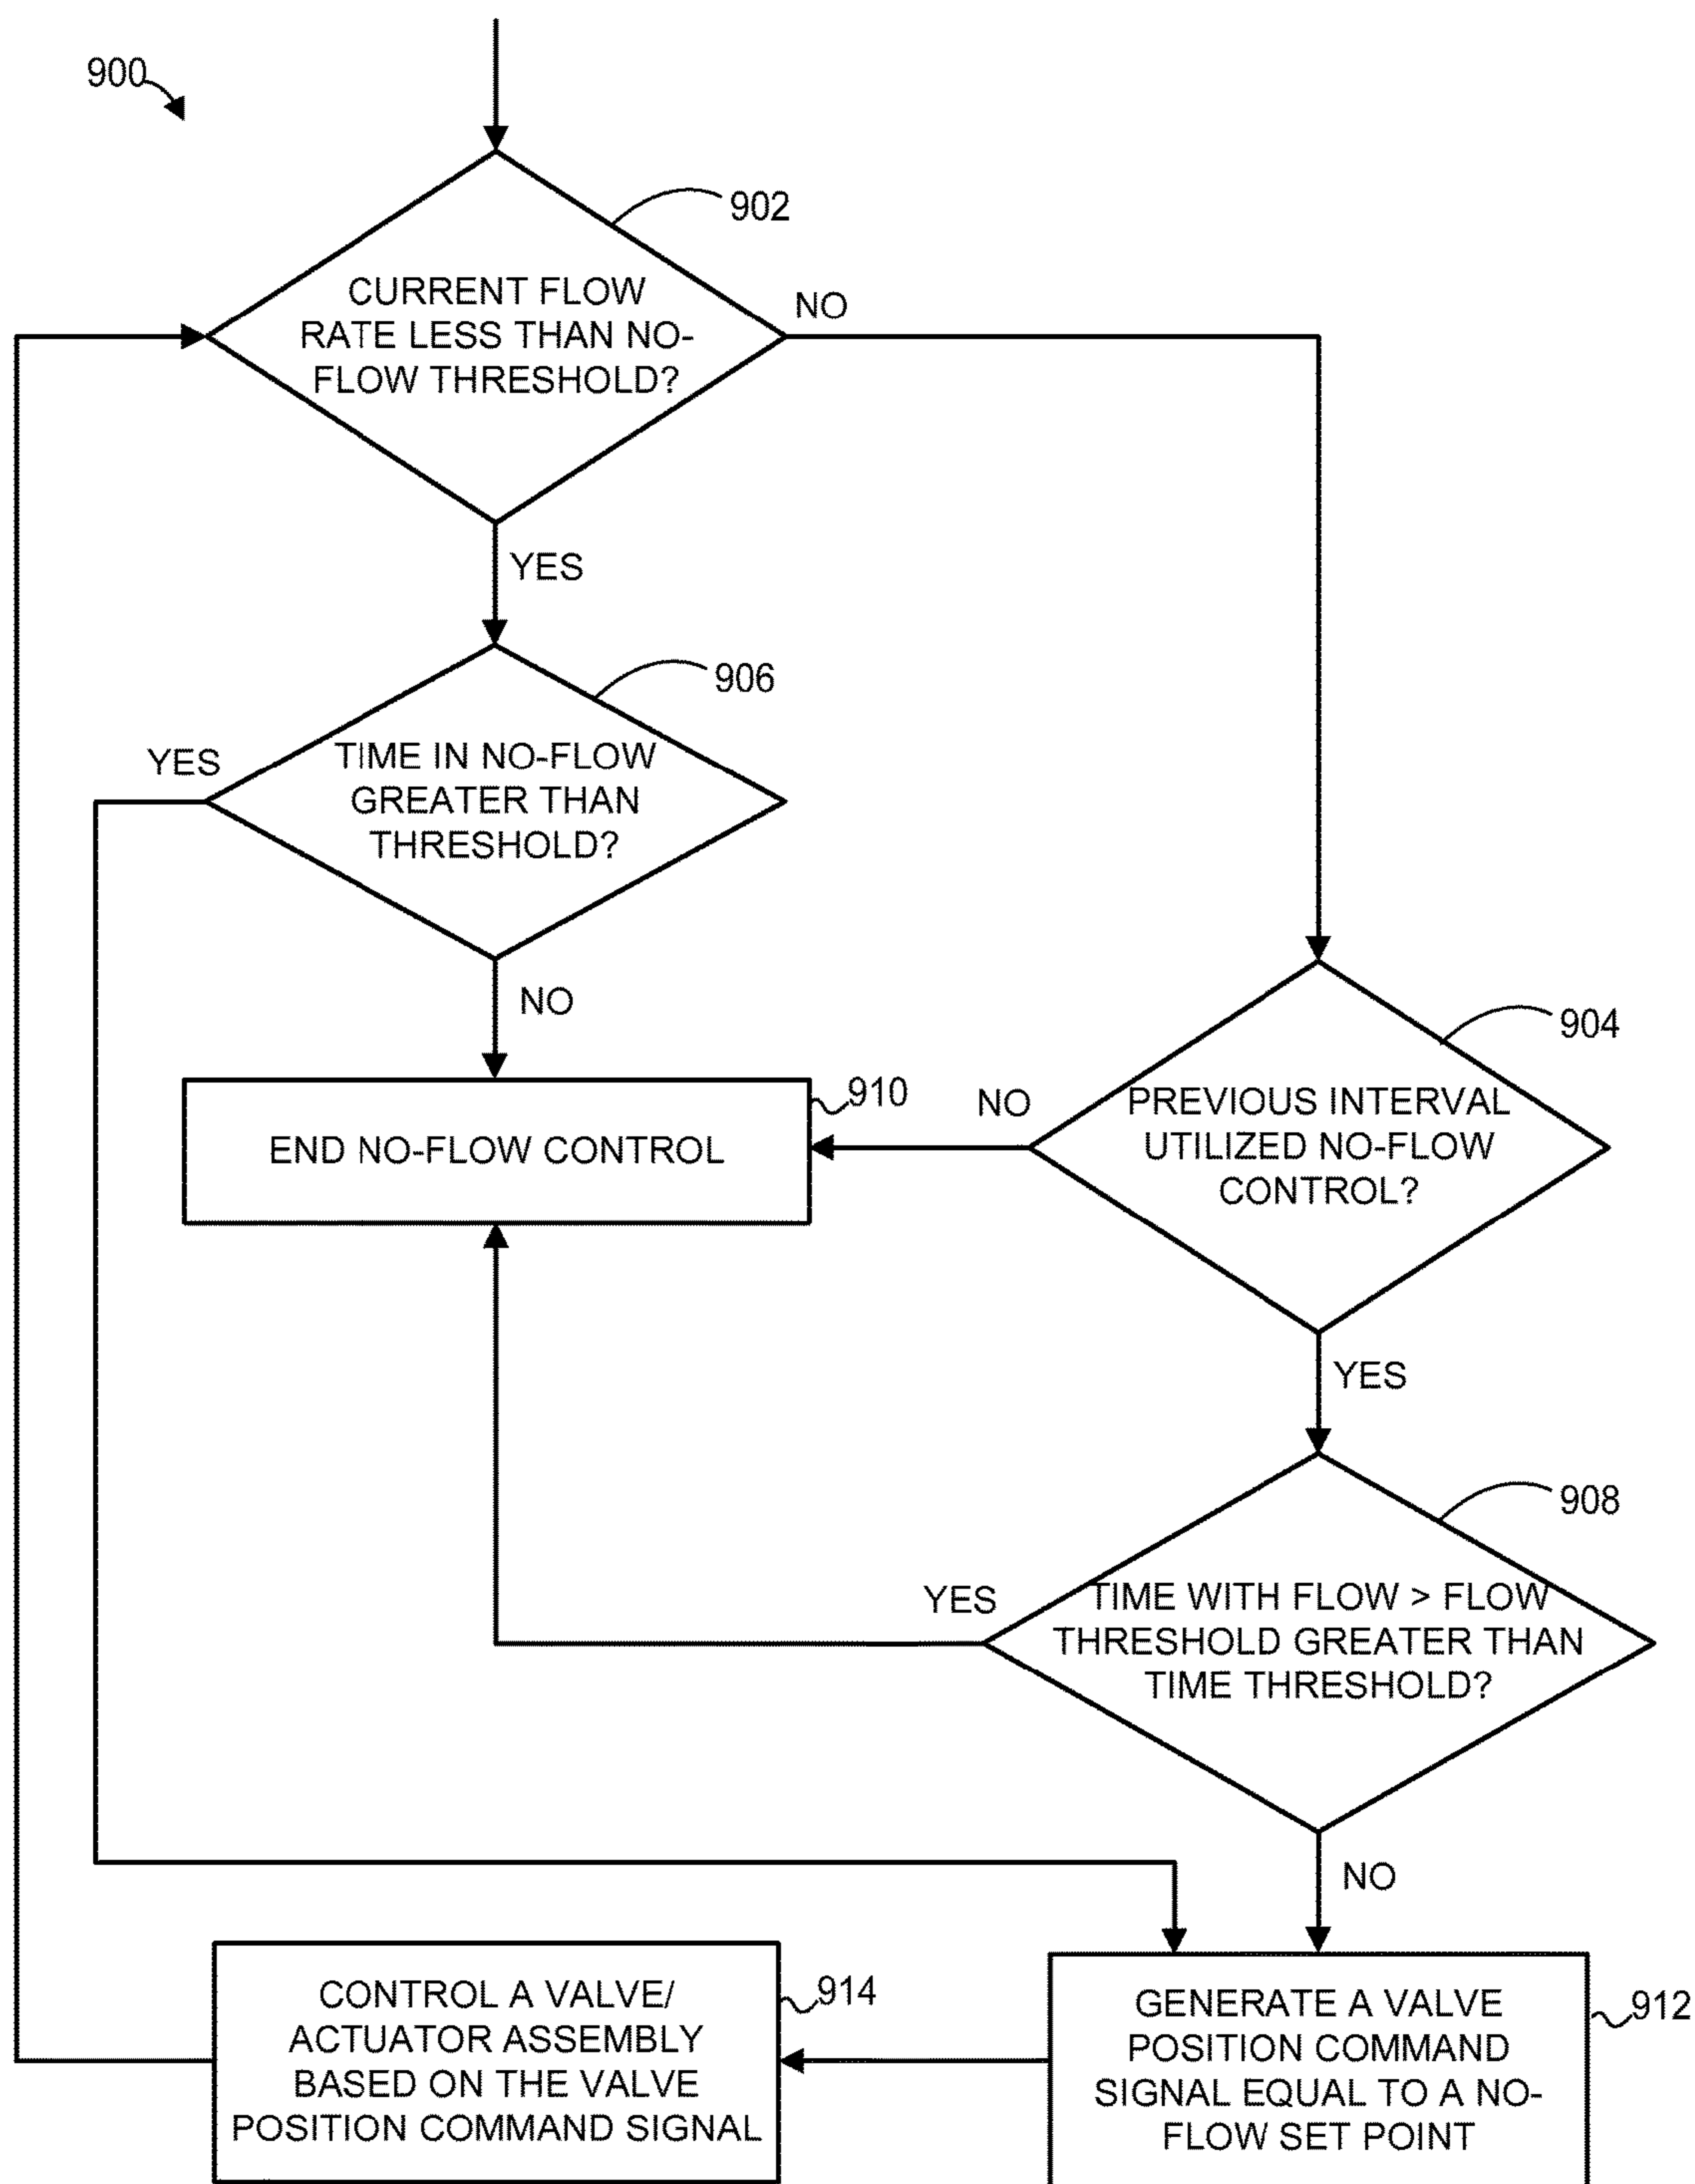 900
902
CURRENT FLOW
RATE LESS THAN NO-
FLOW THRESHOLD?
NO
YES
906
TIME IN NO-FLOW
GREATER THAN
THRESHOLD?
YES
NO
904
PREVIOUS INTERVAL
UTILIZED NO-FLOW
CONTROL?
NO
910
END NO-FLOW CONTROL
YES
908
TIME WITH FLOW > FLOW
THRESHOLD GREATER THAN
TIME THRESHOLD?
YES
NO
914
CONTROL A VALVE/
ACTUATOR ASSEMBLY
BASED ON THE VALVE
POSITION COMMAND SIGNAL
912
GENERATE A VALVE
POSITION COMMAND
SIGNAL EQUAL TO A NO-
FLOW SET POINT